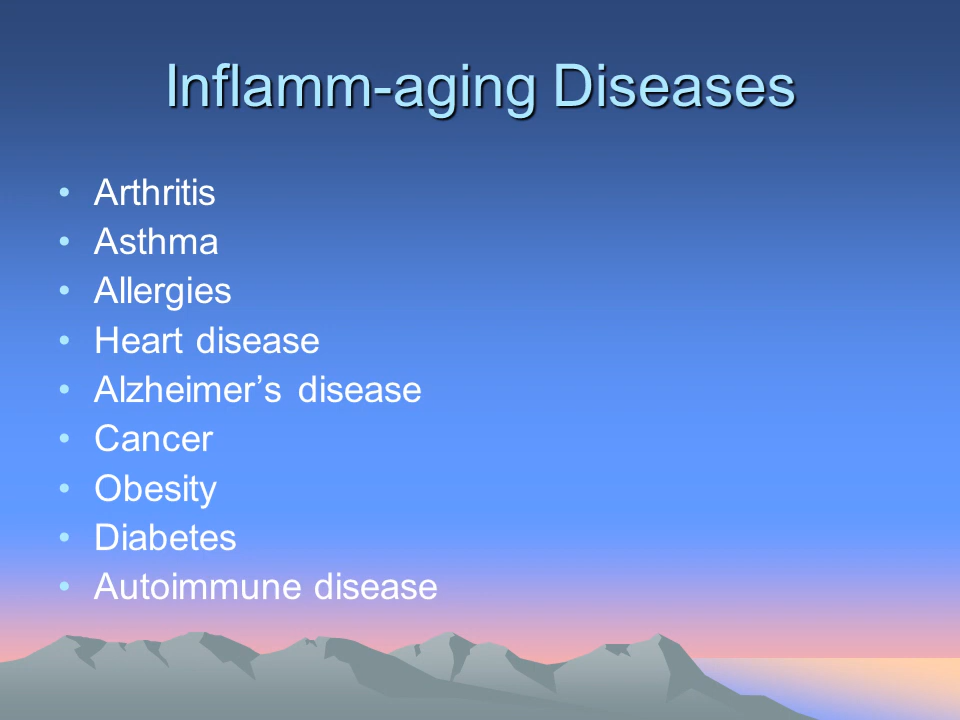 Inflamm-aging Diseases
• Arthritis
• Asthma
• Allergies
• Heart disease
• Alzheimer’s disease
• Cancer
• Obesity
• Diabetes
• Autoimmune disease